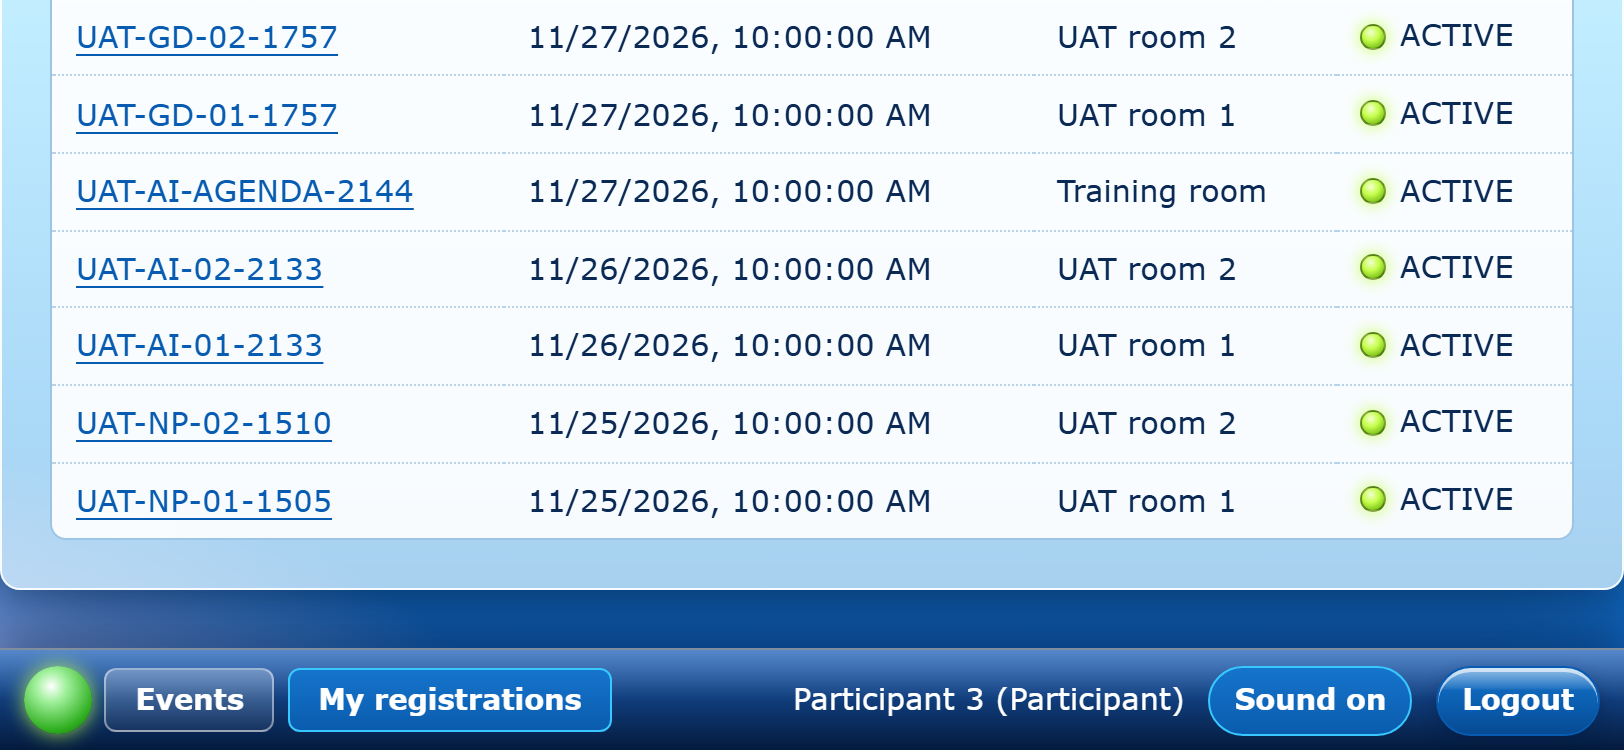 UAT-GD-02-1757 11/27/2026, 10:00:00 AM UAT room 2 ACTIVE
UAT-GD-01-1757 11/27/2026, 10:00:00 AM UAT room 1 ACTIVE
UAT-AI-AGENDA-2144 11/27/2026, 10:00:00 AM Training room ACTIVE
UAT-AI-02-2133 11/26/2026, 10:00:00 AM UAT room 2 ACTIVE
UAT-AI-01-2133 11/26/2026, 10:00:00 AM UAT room 1 ACTIVE
UAT-NP-02-1510 11/25/2026, 10:00:00 AM UAT room 2 ACTIVE
UAT-NP-01-1505 11/25/2026, 10:00:00 AM UAT room 1 ACTIVE
Events My registrations Participant 3 (Participant) Sound on Logout